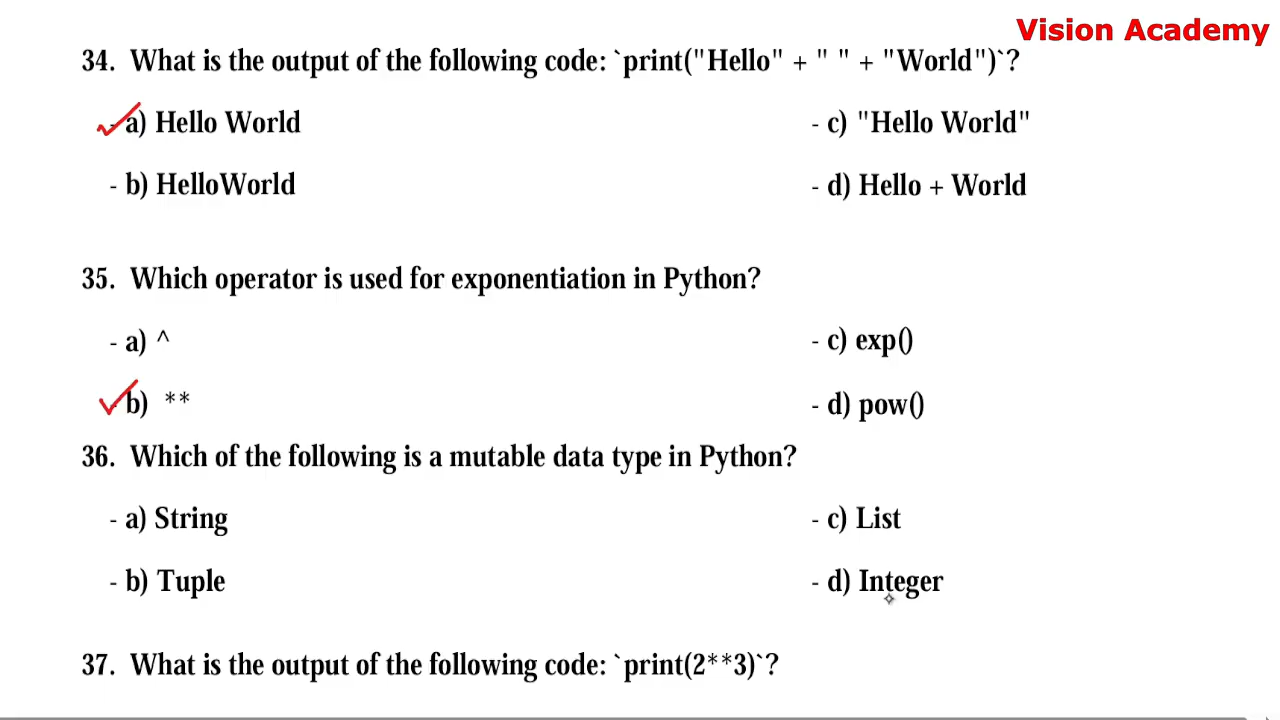 Vision Academy
34. What is the output of the following code: `print("Hello" + " " + "World")`?
- a) Hello World
- c) "Hello World"
- b) HelloWorld
- d) Hello + World
35. Which operator is used for exponentiation in Python?
- a) ^
- c) exp()
- b) **
- d) pow()
36. Which of the following is a mutable data type in Python?
- a) String
- c) List
- b) Tuple
- d) Integer
37. What is the output of the following code: `print(2**3)`?